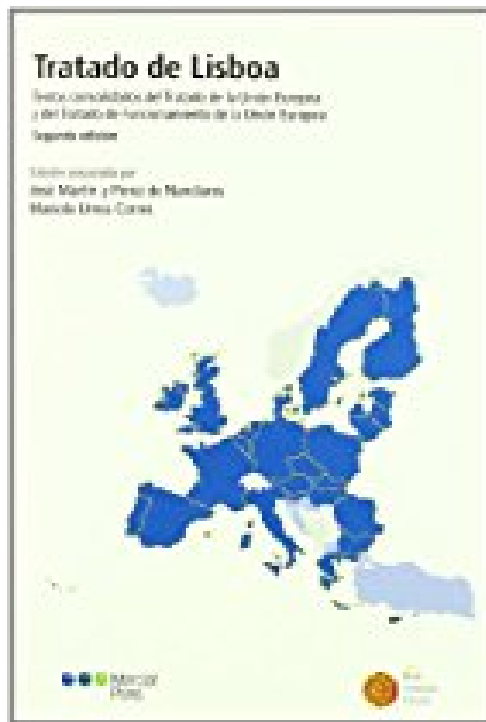 Tratado de Lisboa
Textos consolidados del Tratado de la Unión Europea
y del Tratado de Funcionamiento de la Unión Europea
Segunda edición
Edición preparada por
José Martín y Pérez de Nanclares
Mariola Urrea Corres
Marcial
Pons